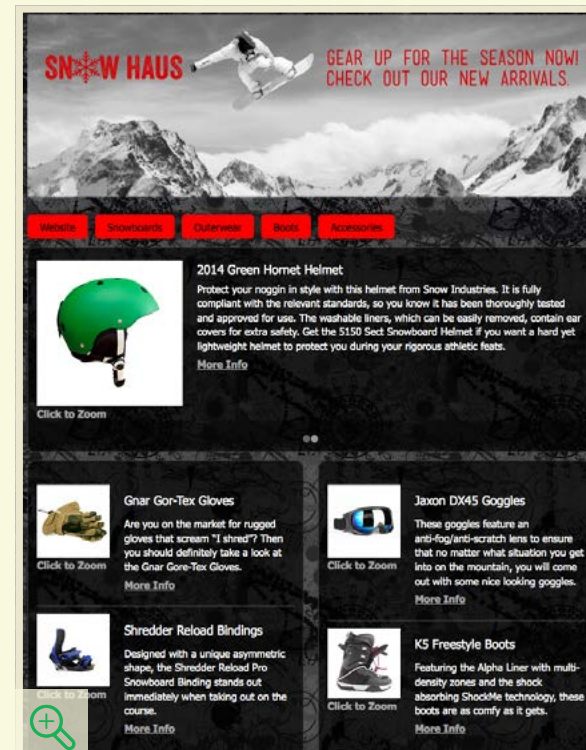 SNOW HAUS
GEAR UP FOR THE SEASON NOW!
CHECK OUT OUR NEW ARRIVALS.
Website
Snowboards
Outerwear
Boots
Accessories
2014 Green Hornet Helmet
Protect your noggin in style with this helmet from Snow Industries. It is fully
compliant with the relevant standards, so you know it has been thoroughly tested
and approved for use. The washable liners, which can be easily removed, contain ear
covers for extra safety. Get the 5150 Sect Snowboard Helmet if you want a hard yet
lightweight helmet to protect you during your rigorous athletic feats.
More Info
Click to Zoom
Gnar Gor-Tex Gloves
Are you on the market for rugged
gloves that scream "I shred"? Then
you should definitely take a look at
the Gnar Gore-Tex Gloves.
Click to Zoom
More Info
Shredder Reload Bindings
Designed with a unique asymmetric
shape, the Shredder Reload Pro
Snowboard Binding stands out
immediately when taking out on the
course.
Click to Zoom
More Info
Jaxon DX45 Goggles
These goggles feature an
anti-fog/anti-scratch lens to ensure
that no matter what situation you get
into on the mountain, you will come
out with some nice looking goggles.
Click to Zoom
More Info
K5 Freestyle Boots
Featuring the Alpha Liner with multi-
density zones and the shock
absorbing ShockMe technology, these
boots are as comfy as it gets.
Click to Zoom
More Info